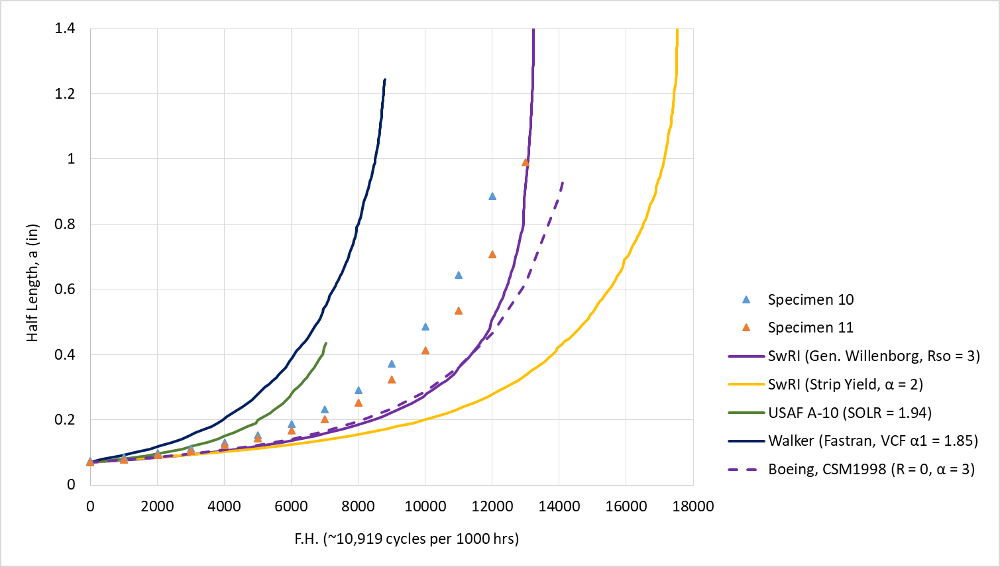 1.4
1.2
1
0.8
0.6
0.4
0.2
0
Half Length, a (in)
0 2000 4000 6000 8000 10000 12000 14000 16000 18000
F.H. (~10,919 cycles per 1000 hrs)
Specimen 10
Specimen 11
SwRI (Gen. Willenborg, Rso = 3)
SwRI (Strip Yield, α = 2)
USAF A-10 (SOLR = 1.94)
Walker (Fastran, VCF α1 = 1.85)
Boeing, CSM1998 (R = 0, α = 3)